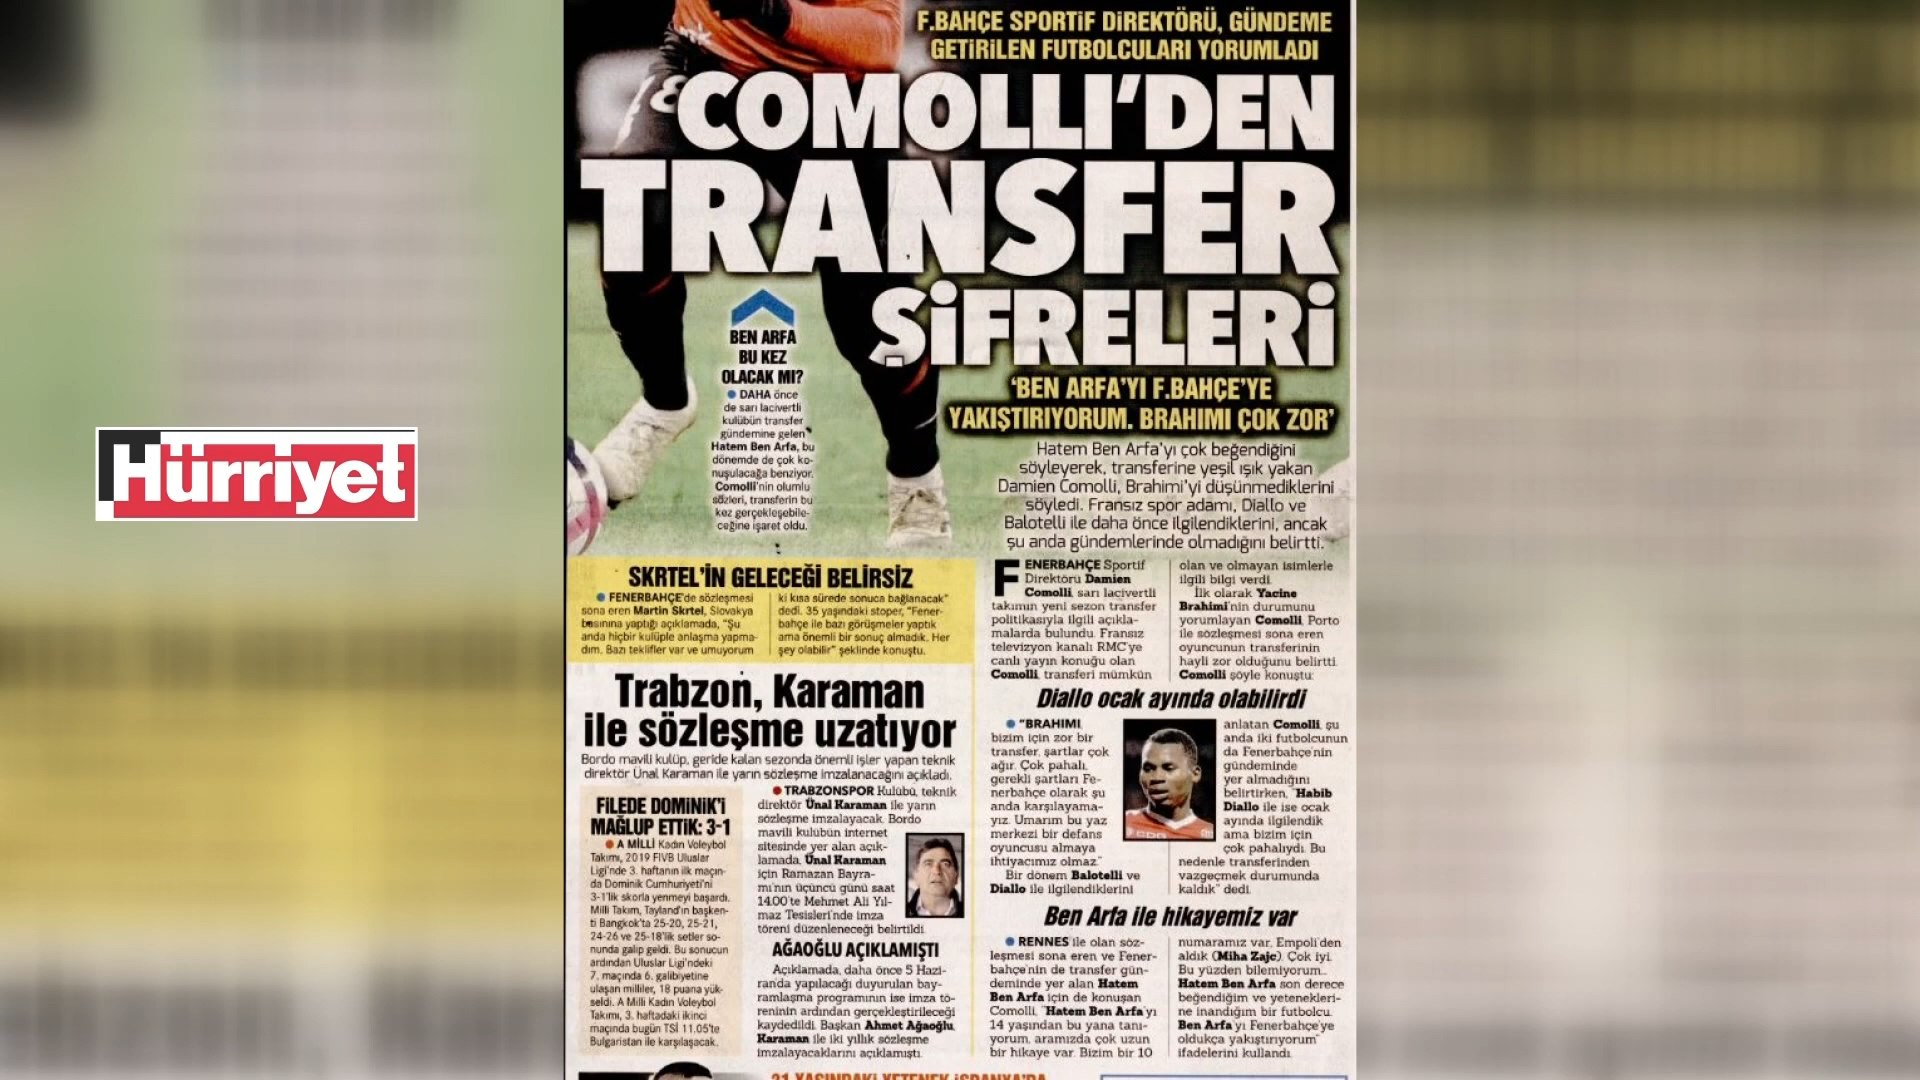 Hürriyet
F.BAHÇE SPORTİF DİREKTÖRÜ, GÜNDEME
GETİRİLEN FUTBOLCULARI YORUMLADI
COMOLLI'DEN
TRANSFER
ŞİFRELERİ
BEN ARFA
BU KEZ
OLACAK MI?
DAHA önce
de sarı lacivertli
kulübün transfer
gündemine gelen
Hatem Ben Arfa, bu
dönemde de çok ko-
nuşulacağa benziyor.
Comolli'nin olumlu
sözleri, transferin bu
kez gerçekleşebile-
ceğine işaret oldu.
'BEN ARFA'YI F.BAHÇE'YE
YAKIŞTIRIYORUM. BRAHIMI ÇOK ZOR'
Hatem Ben Arfa'yı çok beğendiğini
söyleyerek, transferine yeşil ışık yakan
Damien Comolli, Brahimi'yi düşünmediklerini
söyledi. Fransız spor adamı, Diallo ve
Balotelli ile daha önce ilgilendiklerini, ancak
şu anda gündemlerinde olmadığını belirtti.
SKRTEL'İN GELECEĞİ BELİRSİZ
FENERBAHÇE'de sözleşmesi
sona eren Martin Skrtel, Slovakya
basınına yaptığı açıklamada, "Şu
anda hiçbir kulüple anlaşma yapma-
dım. Bazı teklifler var ve umuyorum
ki kısa sürede sonuca bağlanacak"
dedi. 35 yaşındaki stoper, "Fener-
bahçe ile bazı görüşmeler yaptık
ama önemli bir sonuç almadık. Her
şey olabilir" şeklinde konuştu.
Trabzon, Karaman
ile sözleşme uzatıyor
Bordo mavili kulüp, geride kalan sezonda önemli işler yapan teknik
direktör Ünal Karaman ile yarın sözleşme imzalanacağını açıkladı.
FİLEDE DOMİNİK'İ
MAĞLUP ETTİK: 3-1
A MİLLİ Kadın Voleybol
Takımı, 2019 FIVB Uluslar
Ligi'nde 3. haftanın ilk maçın-
da Dominik Cumhuriyeti'ni
3-1'lik skorla yenmeyi başardı.
Milli Takım, Tayland'ın başken-
ti Bangkok'ta 25-20, 25-21,
24-26 ve 25-18'lik setler so-
nunda galip geldi. Bu sonucun
ardından Uluslar Ligi'ndeki
7. maçında 6. galibiyetine
ulaşan milliler, 18 puana yük-
seldi. A Milli Kadın Voleybol
Takımı, 3. haftadaki ikinci
maçında bugün TSİ 11.05'te
Bulgaristan ile karşılaşacak.
TRABZONSPOR Kulübü, teknik
direktör Ünal Karaman ile yarın
sözleşme imzalayacak. Bordo
mavili kulübün internet
sitesinde yer alan açık-
lamada, Ünal Karaman
için Ramazan Bayra-
mı'nın üçüncü günü saat
14.00'te Mehmet Ali Yıl-
maz Tesisleri'nde imza
töreni düzenleneceği belirtildi.
AĞAOĞLU AÇIKLAMIŞTI
Açıklamada, daha önce 5 Hazi-
ran'da yapılacağı duyurulan bay-
ramlaşma programının ise imza tö-
reninin ardından gerçekleştirileceği
kaydedildi. Başkan Ahmet Ağaoğlu,
Karaman ile iki yıllık sözleşme
imzalayacaklarını açıklamıştı.
FENERBAHÇE Sportif
Direktörü Damien
Comolli, sarı lacivertli
takımın yeni sezon transfer
politikasıyla ilgili açıkla-
malarda bulundu. Fransız
televizyon kanalı RMC'ye
canlı yayın konuğu olan
Comolli, transferi mümkün
olan ve olmayan isimlerle
ilgili bilgi verdi.
İlk olarak Yacine
Brahimi'nin durumunu
yorumlayan Comolli, Porto
ile sözleşmesi sona eren
oyuncunun transferinin
hayli zor olduğunu belirtti.
Comolli şöyle konuştu:
Diallo ocak ayında olabilirdi
"BRAHIMI,
bizim için zor bir
transfer, şartlar çok
ağır. Çok pahalı,
gerekli şartları Fe-
nerbahçe olarak şu
anda karşılayama-
yız. Umarım bu yaz
merkezi bir defans
oyuncusu almaya
ihtiyacımız olmaz."
Bir dönem Balotelli ve
Diallo ile ilgilendiklerini
anlatan Comolli, şu
anda iki futbolcunun
da Fenerbahçe'nin
gündeminde
yer almadığını
belirtirken, "Habib
Diallo ile ise ocak
ayında ilgilendik
ama bizim için
çok pahalıydı. Bu
nedenle transferinden
vazgeçmek durumunda
kaldık" dedi.
Ben Arfa ile hikayemiz var
RENNES'ile olan söz-
leşmesi sona eren ve Fener-
bahçe'nin de transfer gün-
deminde yer alan Hatem
Ben Arfa için de konuşan
Comolli, "Hatem Ben Arfa'yı
14 yaşından bu yana tanı-
yorum, aramızda çok uzun
bir hikaye var. Bizim bir 10
numaramız var, Empoli'den
aldık (Miha Zajc). Çok iyi.
Bu yüzden bilemiyorum...
Hatem Ben Arfa son derece
beğendiğim ve yetenekleri-
ne inandığım bir futbolcu.
Ben Arfa'yı Fenerbahçe'ye
oldukça yakıştırıyorum"
ifadelerini kullandı.
21 YAŞINDAKİ YETENEK İSPANYA'DA